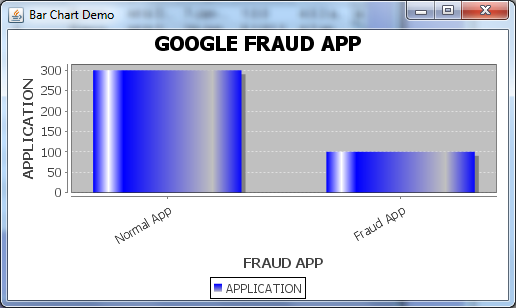 Bar Chart Demo
GOOGLE FRAUD APP
APPLICATION
300
250
200
150
100
50
0
Normal App
Fraud App
FRAUD APP
APPLICATION